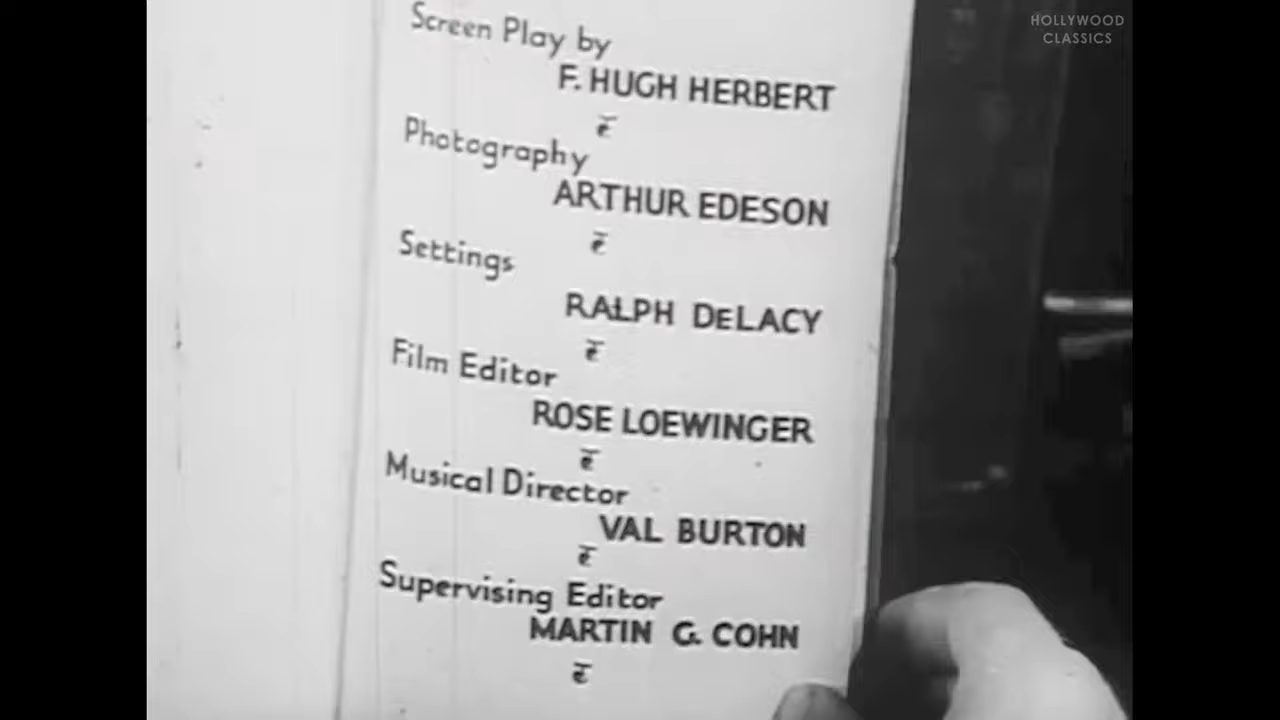 HOLLYWOOD
CLASSICS
Screen Play by
F. HUGH HERBERT
Photography
ARTHUR EDESON
Settings
RALPH DeLACY
Film Editor
ROSE LOEWINGER
Musical Director
VAL BURTON
Supervising Editor
MARTIN G. COHN